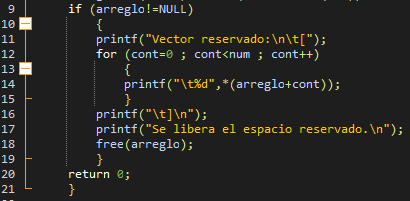 9 if (arreglo!=NULL)
10 {
11 printf("Vector reservado:\n\t[");
12 for (cont=0 ; cont<num ; cont++)
13 {
14 printf("\t%d",*(arreglo+cont));
15 }
16 printf("\t]\n");
17 printf("Se libera el espacio reservado.\n");
18 free(arreglo);
19 }
20 return 0;
21 }